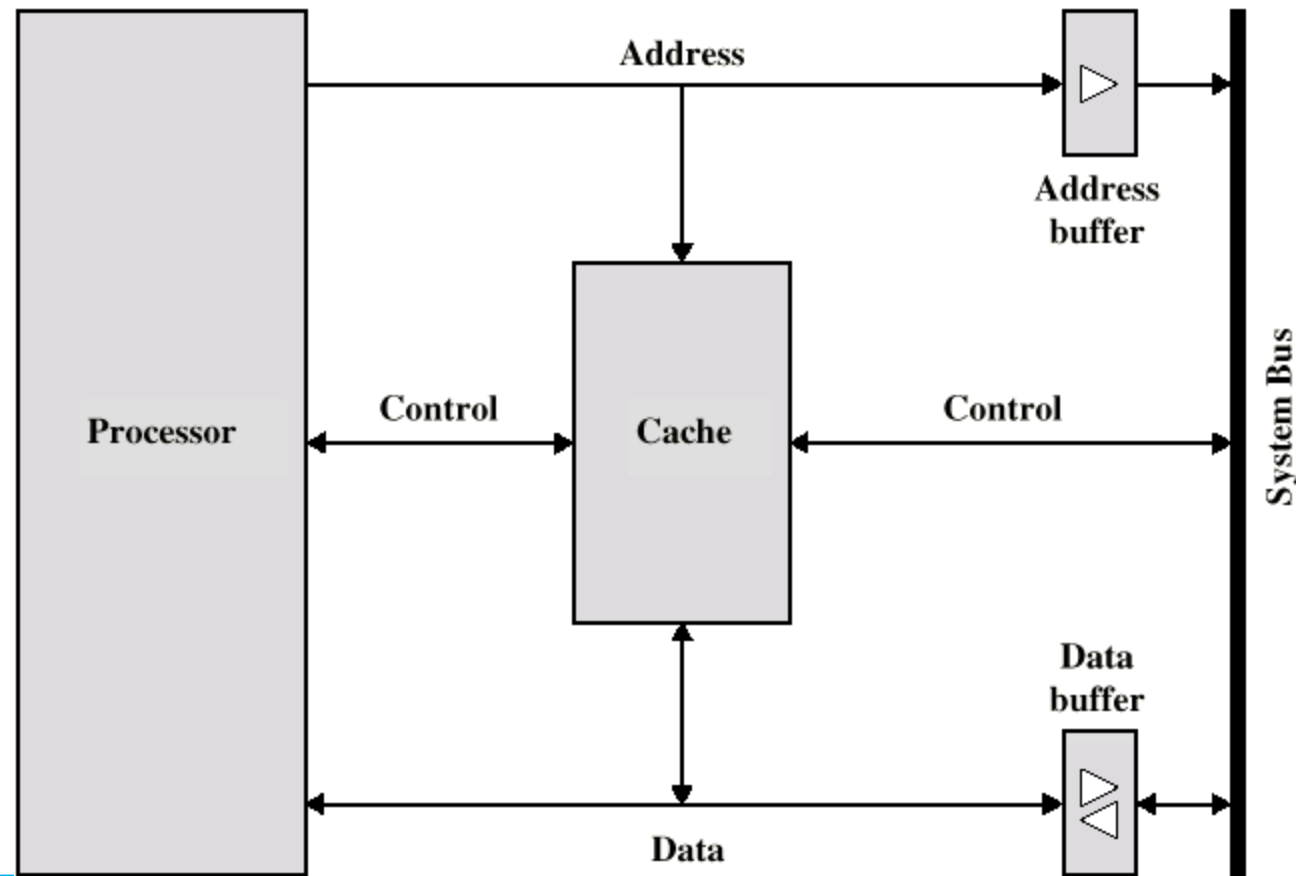 Address
Address
buffer
Control
Control
Processor
Cache
System Bus
Data
buffer
Data